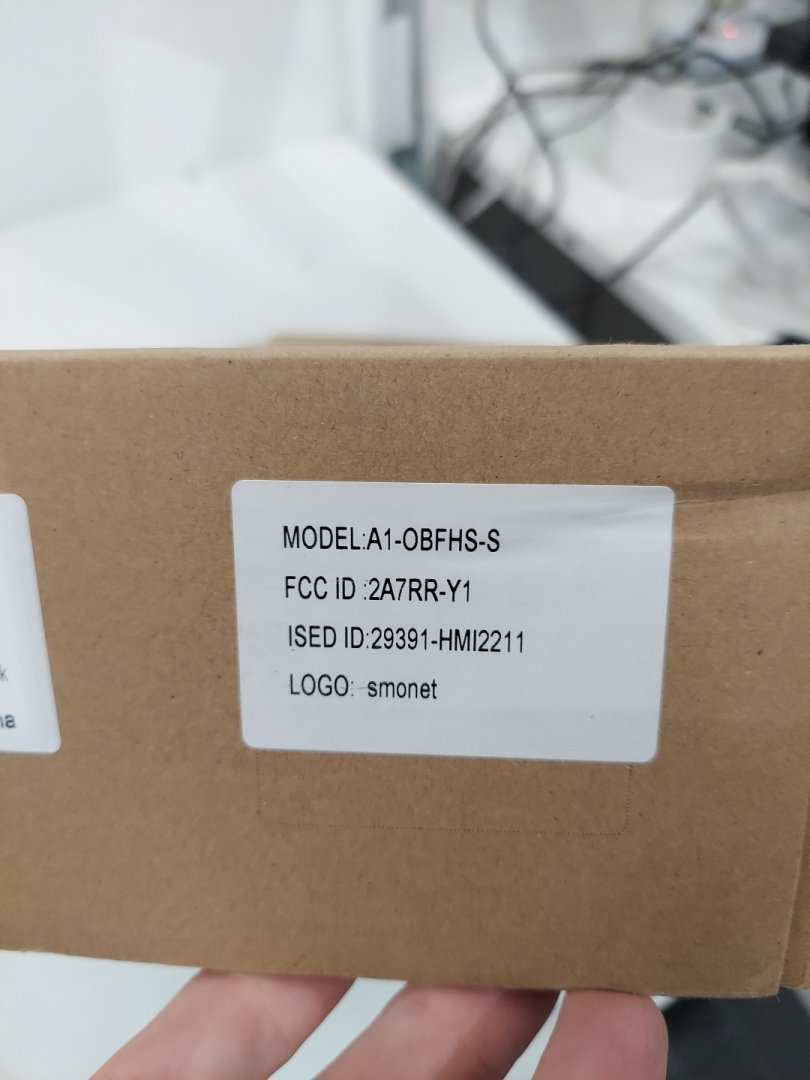 MODEL:A1-OBFHS-S
FCC ID :2A7RR-Y1
ISED ID:29391-HMI2211
LOGO: smonet